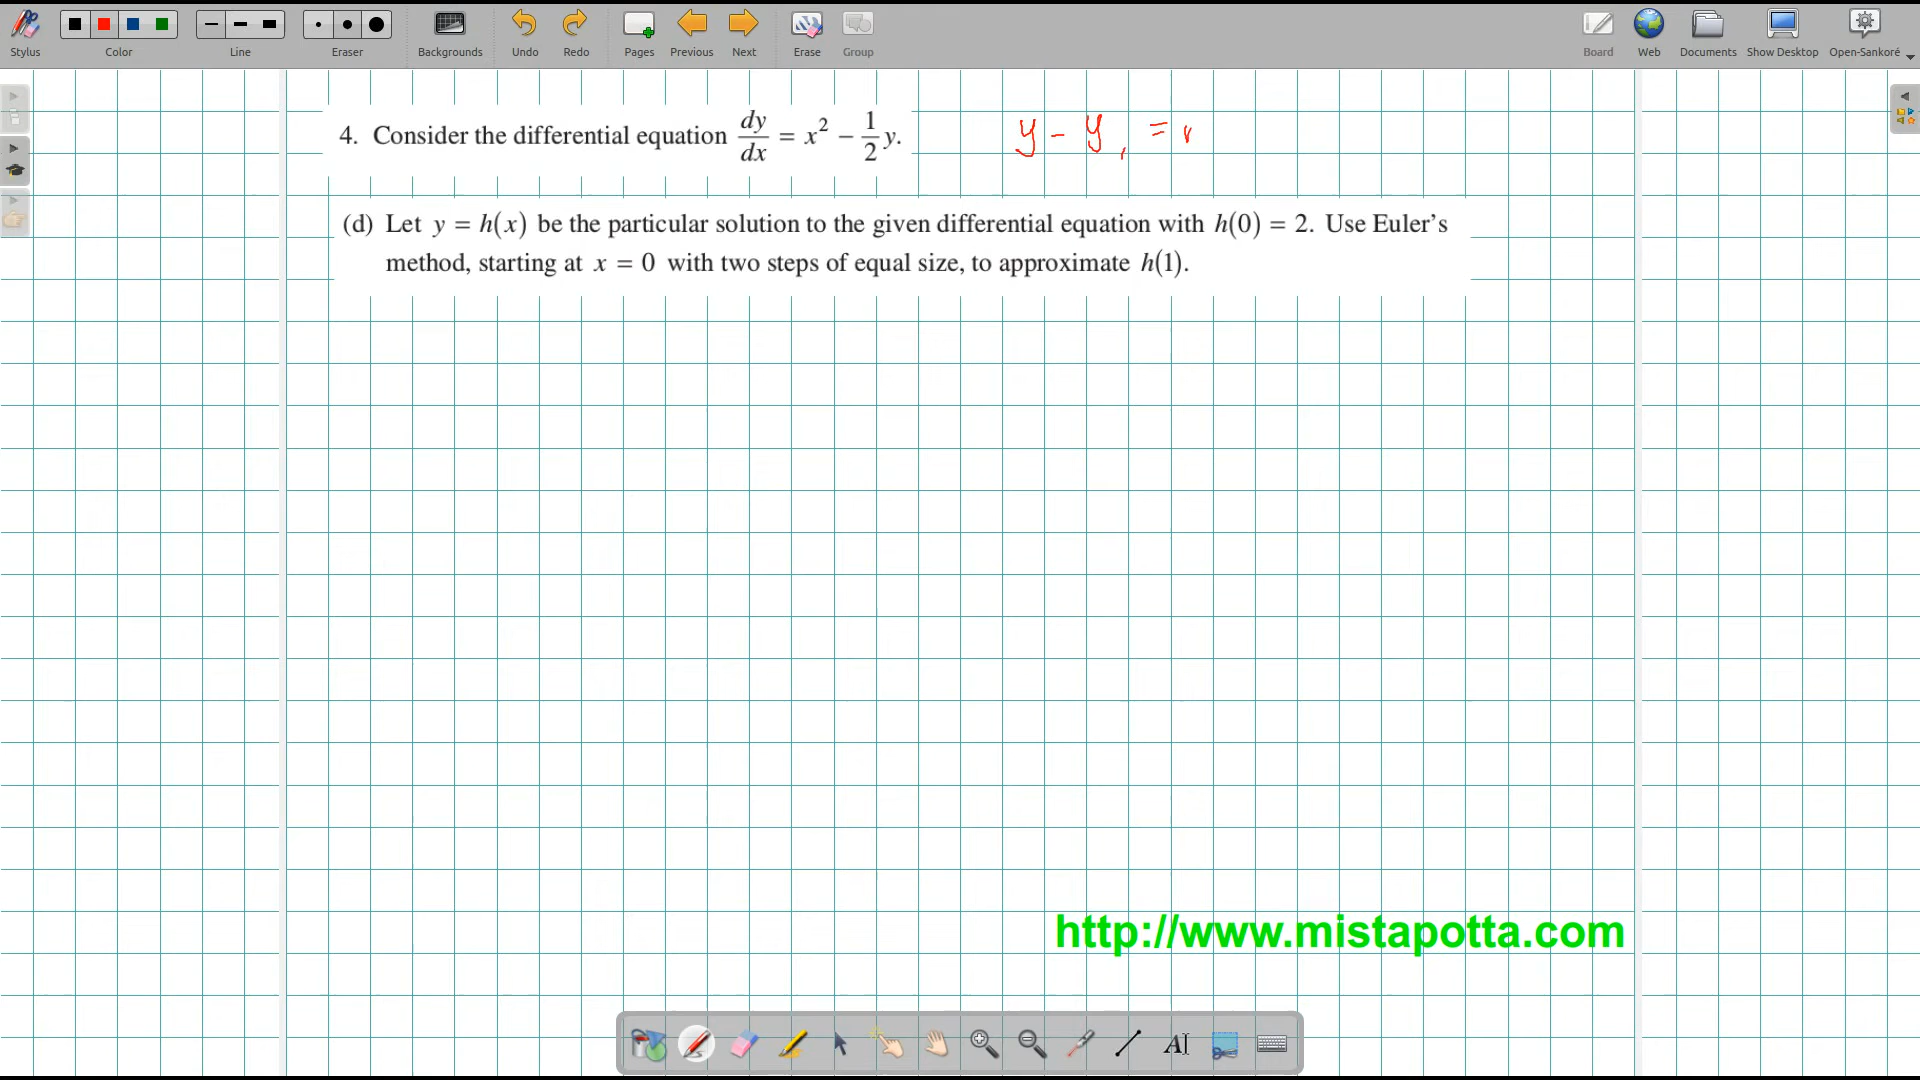 Stylus Color Line Eraser Backgrounds Undo Redo Pages Previous Next Erase Group Board Web Documents Show Desktop Open-Sankoré
4. Consider the differential equation dy/dx = x² − 1/2 y.
y - y₁ =
(d) Let y = h(x) be the particular solution to the given differential equation with h(0) = 2. Use Euler's
method, starting at x = 0 with two steps of equal size, to approximate h(1).
http://www.mistapotta.com
AI